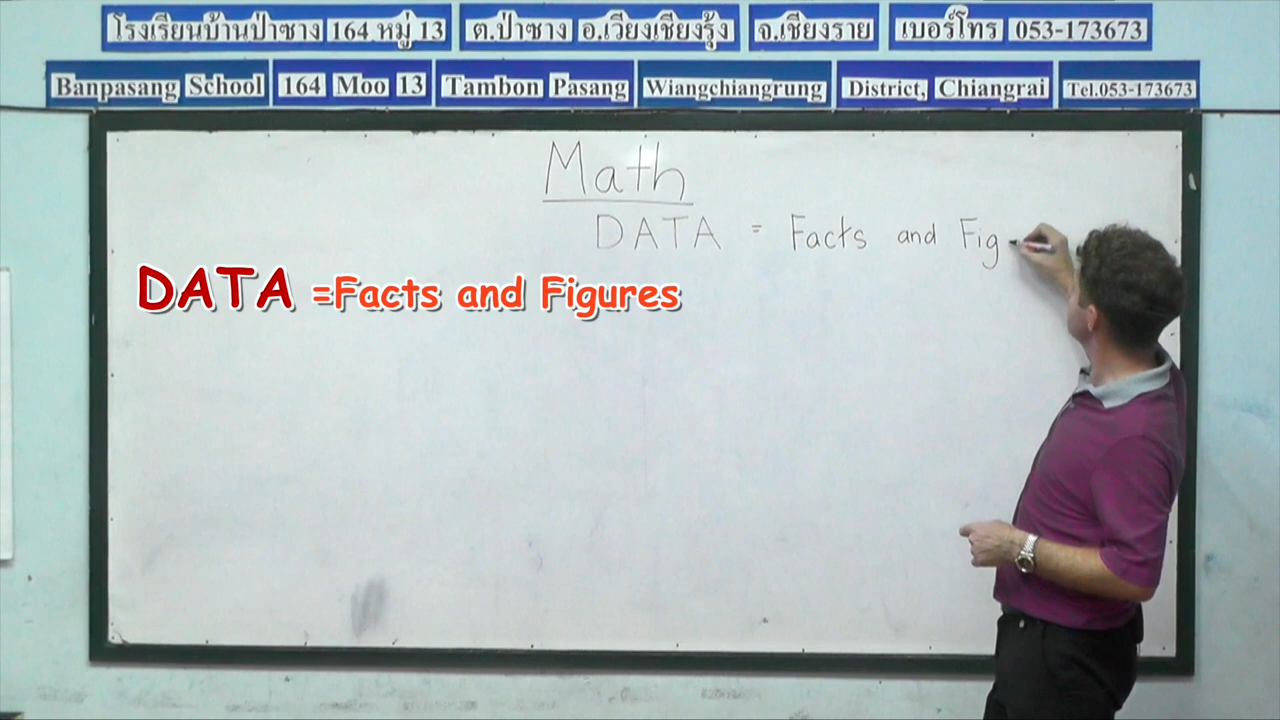 โรงเรียนบ้านป่าซาง 164 หมู่ 13 ต.ป่าซาง อ.เวียงเชียงรุ้ง จ.เชียงราย เบอร์โทร 053-173673
Banpasang School 164 Moo 13 Tambon Pasang Wiangchiangrung District, Chiangrai Tel.053-173673
Math
DATA = Facts and Fig
DATA =Facts and Figures